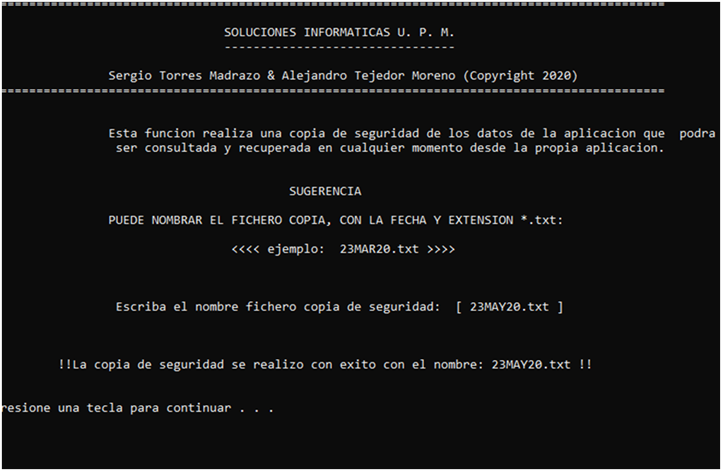 ============================================================================================
SOLUCIONES INFORMATICAS U. P. M.
--------------------------------
Sergio Torres Madrazo & Alejandro Tejedor Moreno (Copyright 2020)
============================================================================================
Esta funcion realiza una copia de seguridad de los datos de la aplicacion que  podra
ser consultada y recuperada en cualquier momento desde la propia aplicacion.
SUGERENCIA
PUEDE NOMBRAR EL FICHERO COPIA, CON LA FECHA Y EXTENSION *.txt:
<<<< ejemplo:  23MAR20.txt >>>>
Escriba el nombre fichero copia de seguridad:  [ 23MAY20.txt ]
!!La copia de seguridad se realizo con exito con el nombre: 23MAY20.txt !!
resione una tecla para continuar . . .